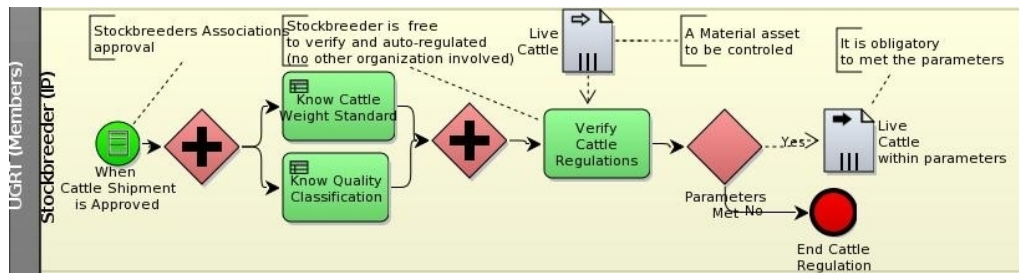 UGRT (Members)
Stockbreeder (IP)
Stockbreeders Associations
approval
Stockbreeder is free
to verify and auto-regulated
(no other organization involved)
Live
Cattle
A Material asset
to be controled
It is obligatory
to met the parameters
When
Cattle Shipment
is Approved
Know Cattle
Weight Standard
Know Quality
Classification
Verify
Cattle
Regulations
Parameters
Met
Yes
No
Live
Cattle
within parameters
End Cattle
Regulation